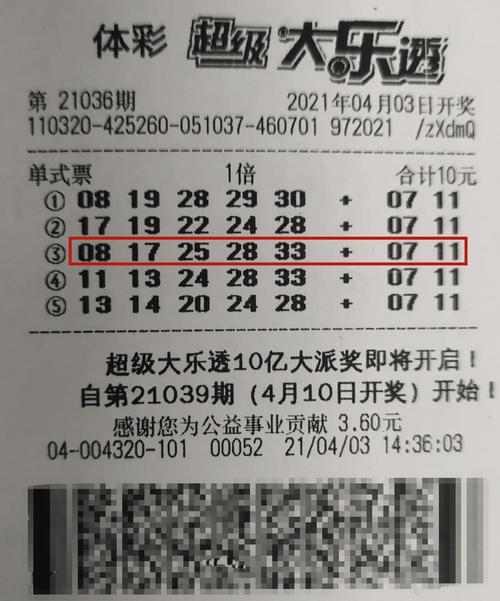 体彩 超级大乐透
第 21036期 2021年04月03日开奖
110320-425260-051037-460701 972021 /zXdmQ
单式票 1倍 合计10元
① 08 19 28 29 30 + 07 11
② 17 19 22 24 28 + 07 11
③ 08 17 25 28 33 + 07 11
④ 11 13 24 28 33 + 07 11
⑤ 13 14 20 24 28 + 07 11
超级大乐透10亿大派奖即将开启！
自第21039期（4月10日开奖）开始！
感谢您为公益事业贡献 3.60元
04-004320-101 00052 21/04/03 14:36:03